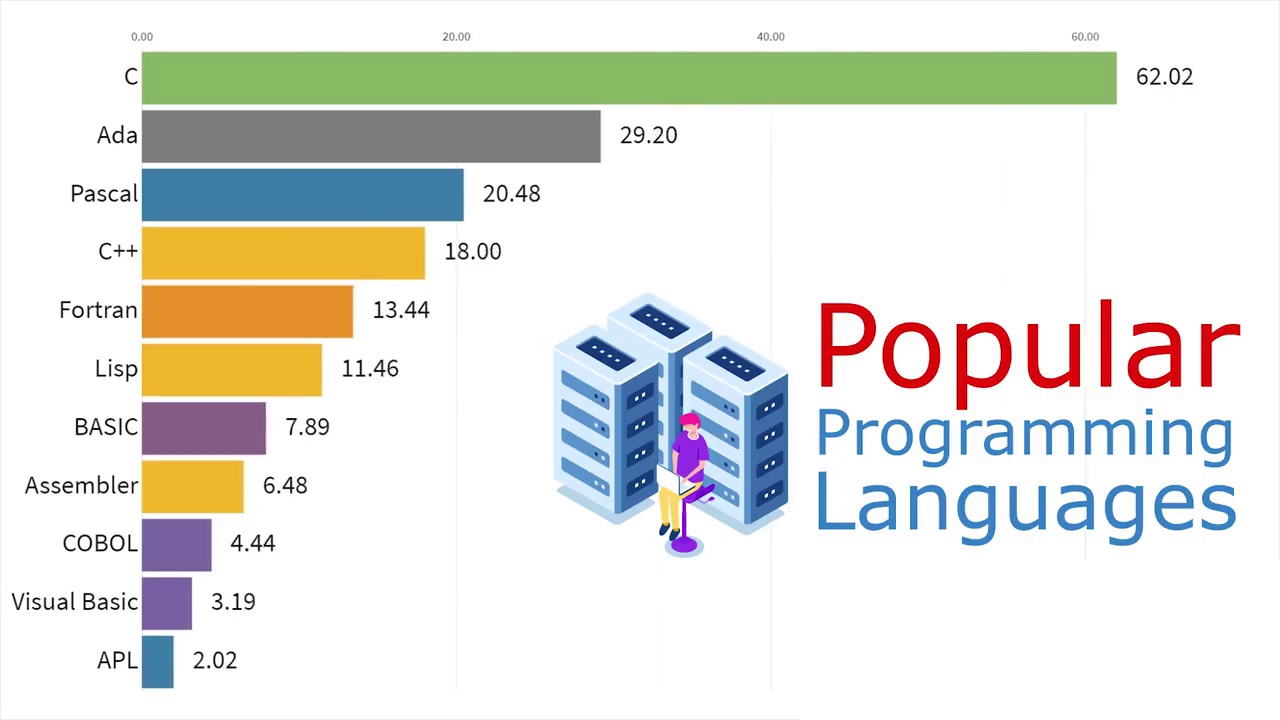 0.00 20.00 40.00 60.00
C 62.02
Ada 29.20
Pascal 20.48
C++ 18.00
Fortran 13.44
Lisp 11.46
BASIC 7.89
Assembler 6.48
COBOL 4.44
Visual Basic 3.19
APL 2.02
Popular
Programming
Languages